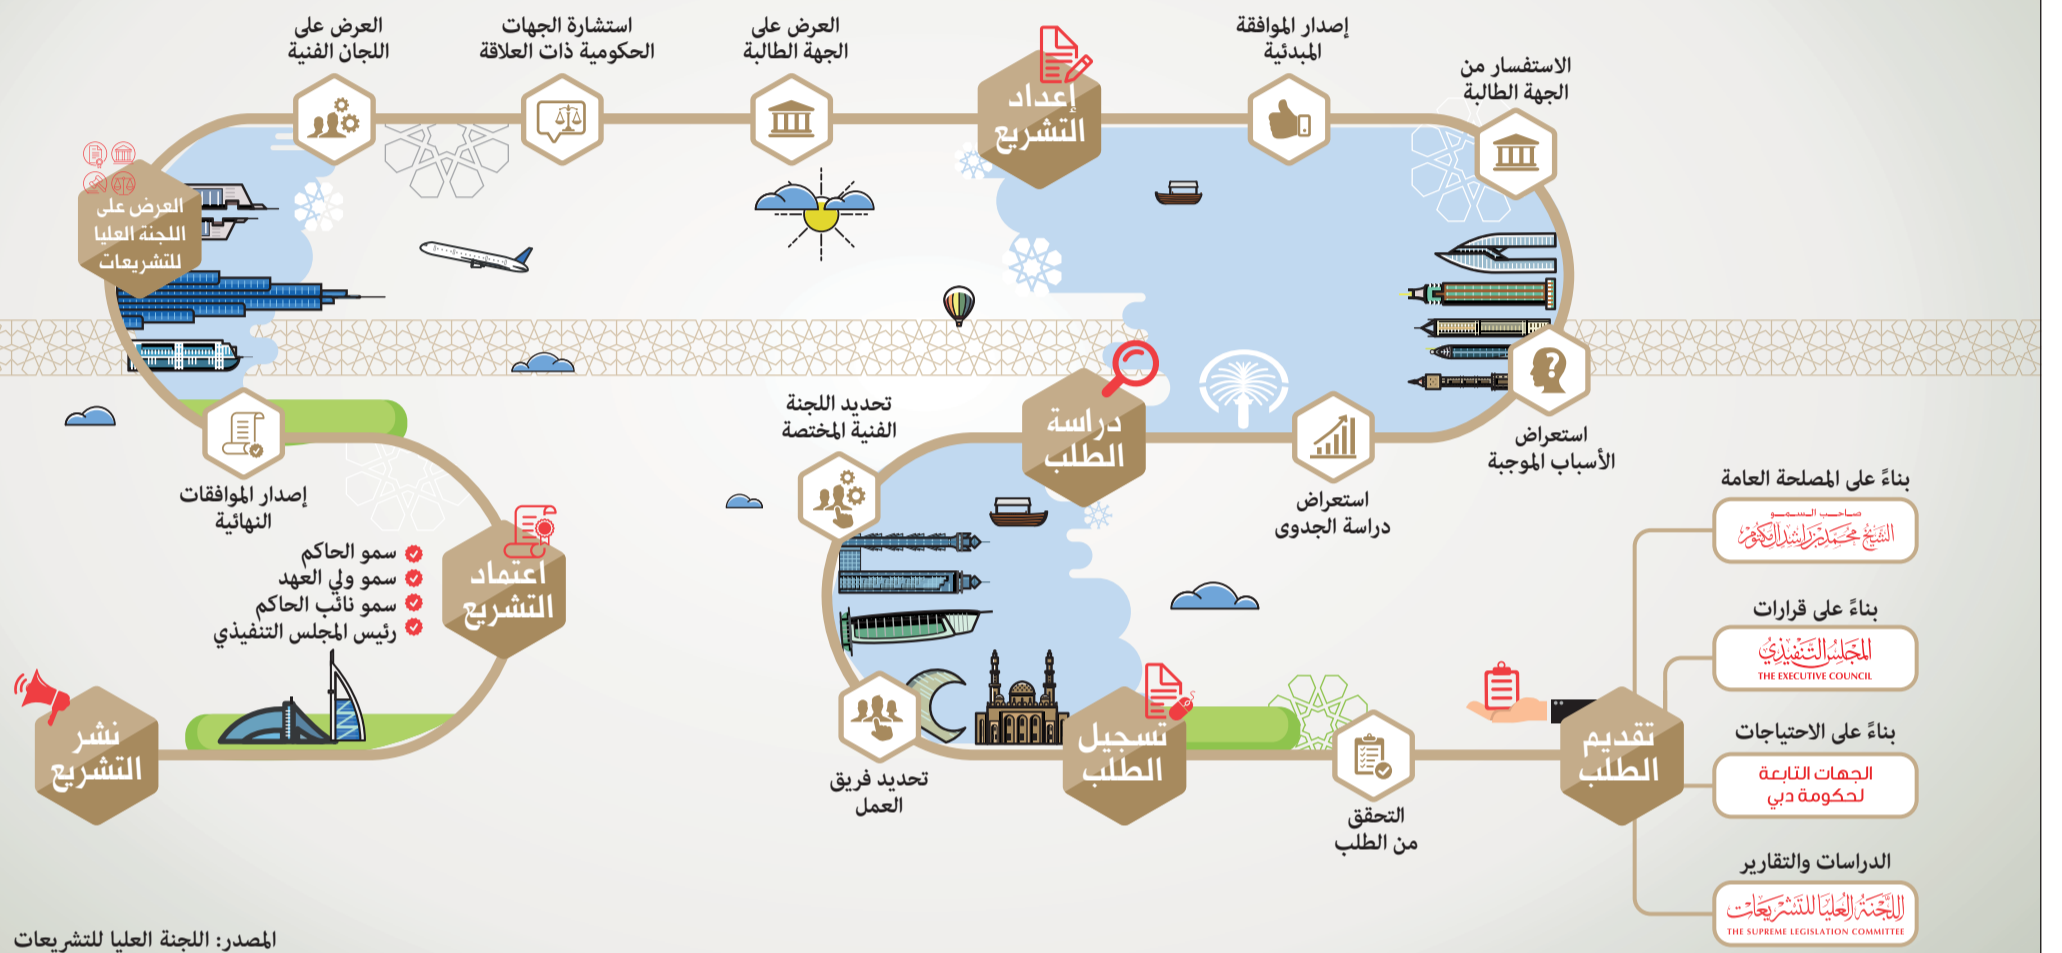 بناءً على المصلحة العامة
صاحب السمو
الشيخ محمد بن راشد آل مكتوم
بناءً على قرارات
المجلس التنفيذي
THE EXECUTIVE COUNCIL
بناءً على الاحتياجات
الجهات التابعة
لحكومة دبي
الدراسات والتقارير
اللجنة العليا للتشريعات
THE SUPREME LEGISLATION COMMITTEE
تقديم
الطلب
التحقق
من الطلب
تسجيل
الطلب
تحديد فريق
العمل
تحديد اللجنة
الفنية المختصة
دراسة
الطلب
استعراض
دراسة الجدوى
استعراض
الأسباب الموجبة
الاستفسار من
الجهة الطالبة
إصدار الموافقة
المبدئية
إعداد
التشريع
العرض على
الجهة الطالبة
استشارة الجهات
الحكومية ذات العلاقة
العرض على
اللجان الفنية
العرض على
اللجنة العليا
للتشريعات
إصدار الموافقات
النهائية
اعتماد
التشريع
سمو الحاكم
سمو ولي العهد
سمو نائب الحاكم
رئيس المجلس التنفيذي
نشر
التشريع
المصدر: اللجنة العليا للتشريعات